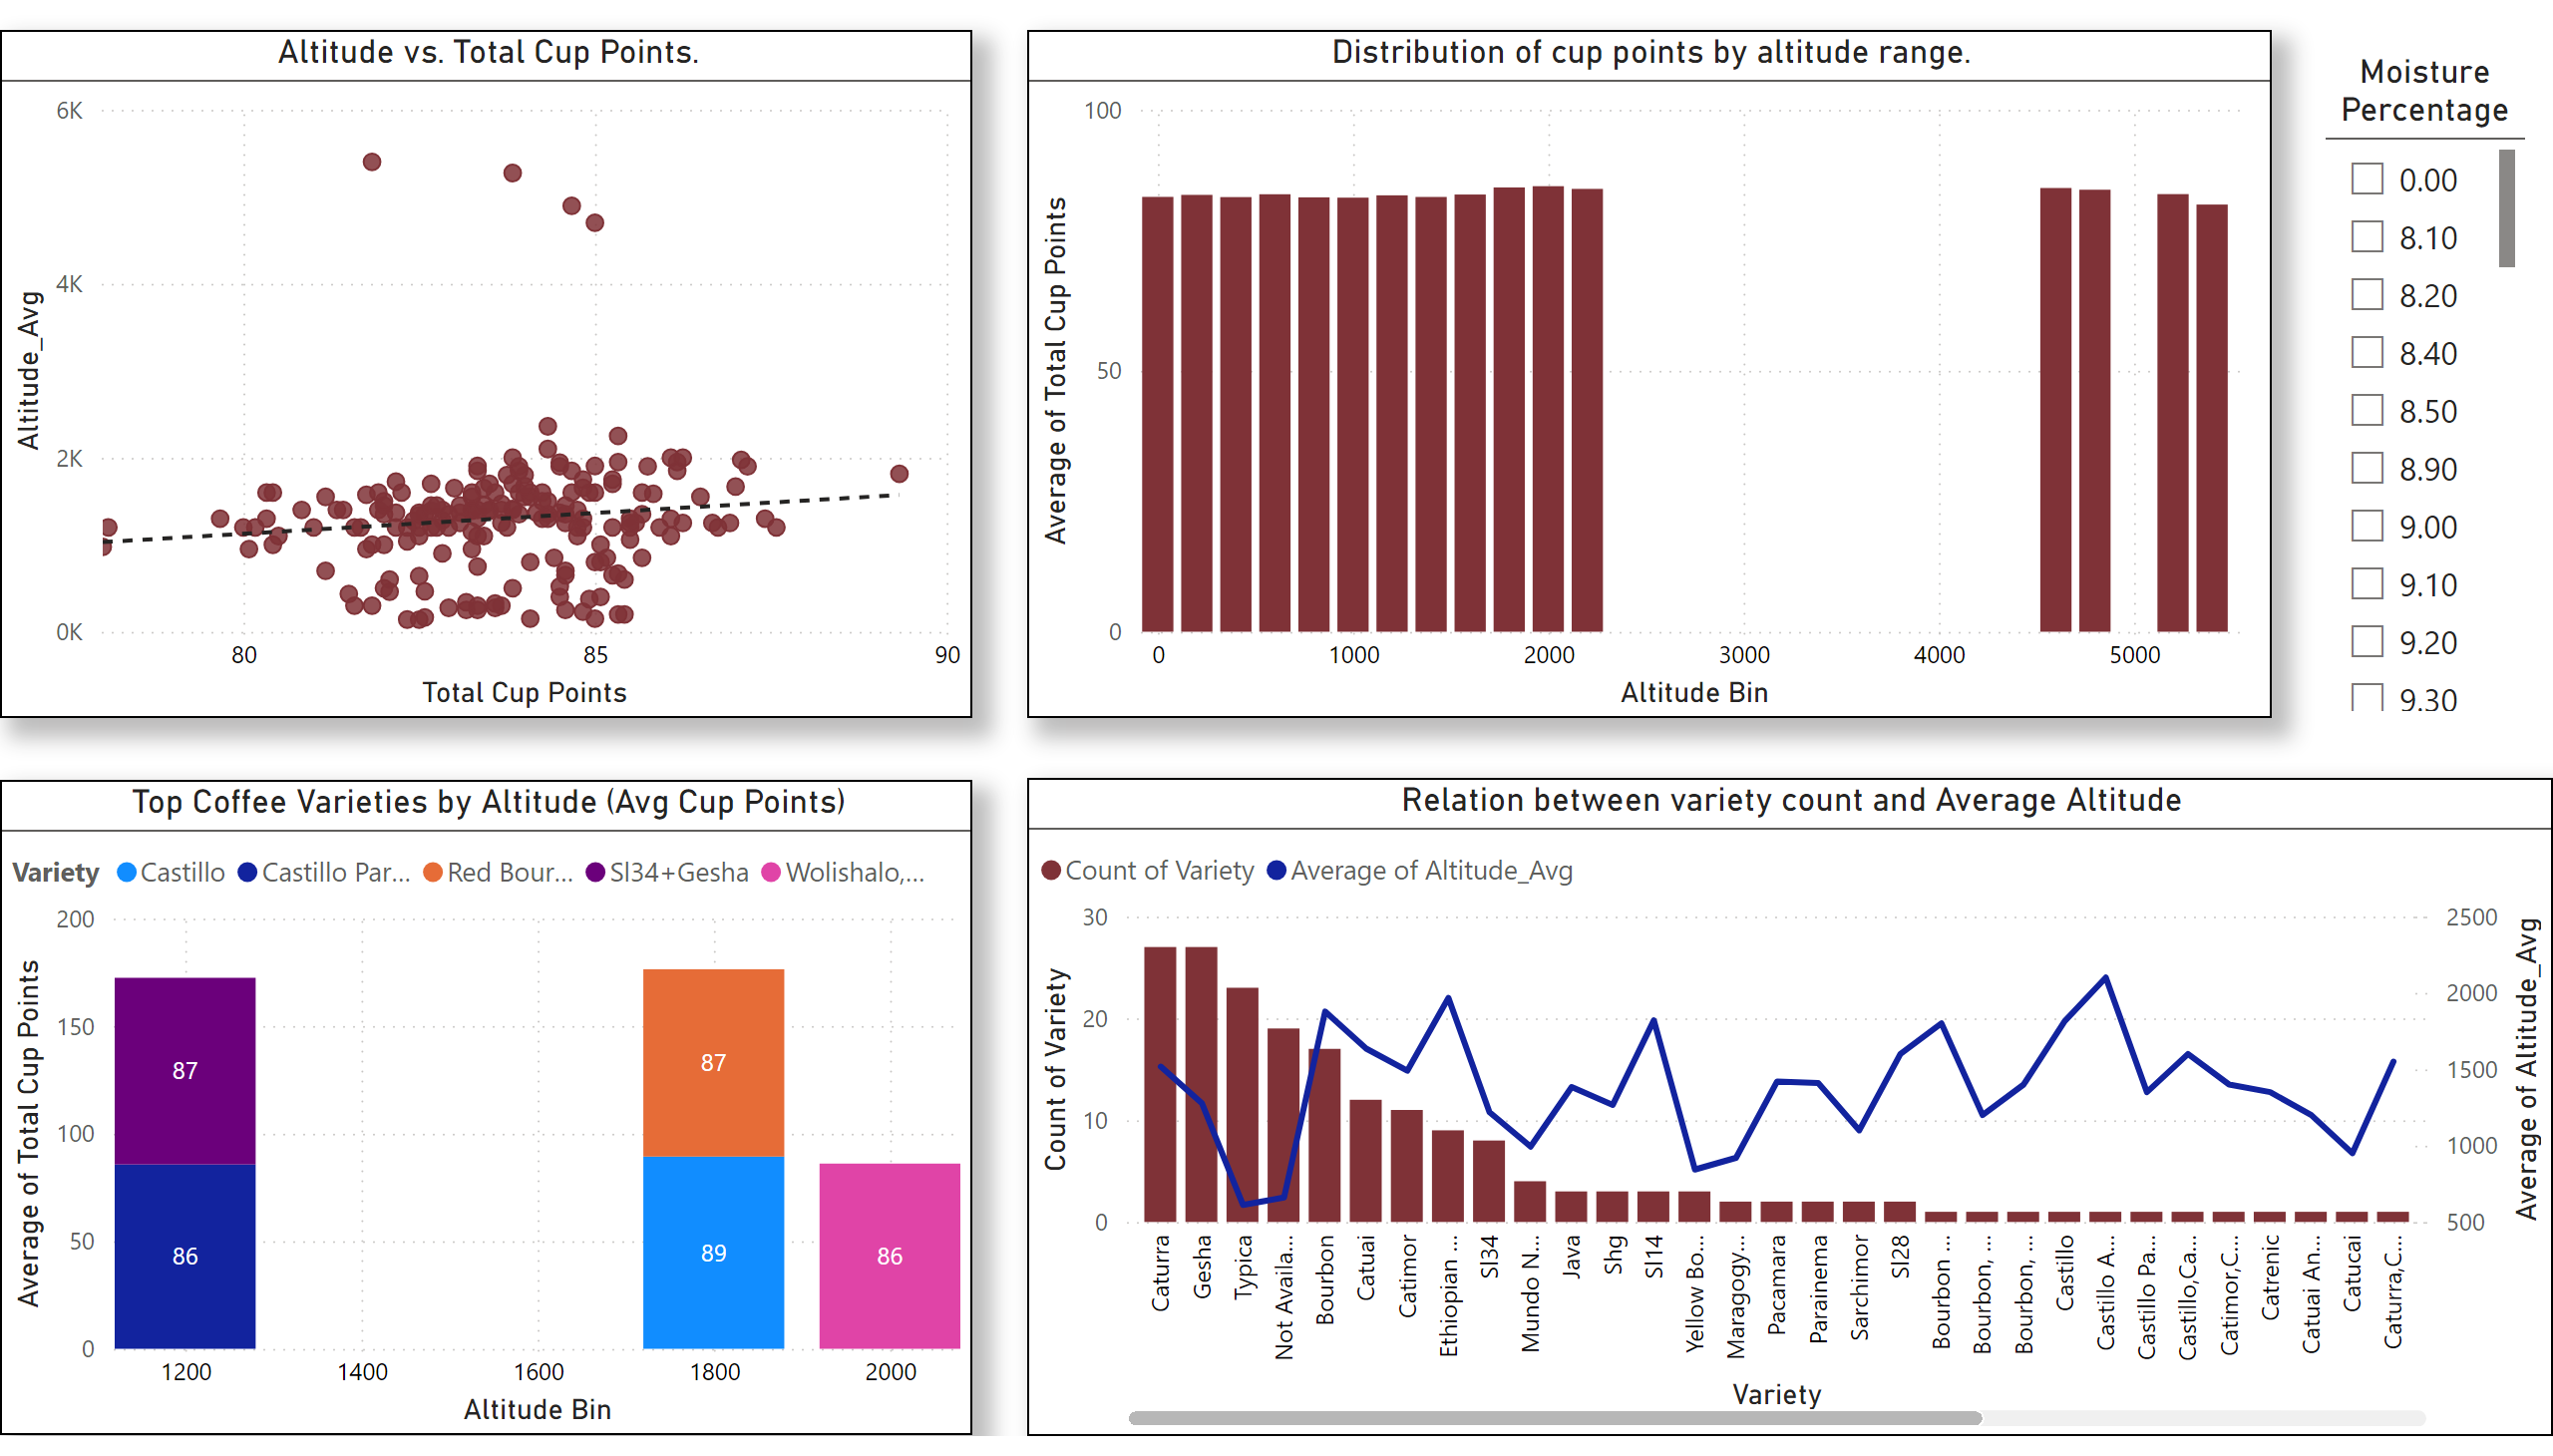 Altitude vs. Total Cup Points.
6K
4K
2K
0K
80
85
90
Altitude_Avg
Total Cup Points
Distribution of cup points by altitude range.
100
50
0
0
1000
2000
3000
4000
5000
Average of Total Cup Points
Altitude Bin
Moisture
Percentage
0.00
8.10
8.20
8.40
8.50
8.90
9.00
9.10
9.20
9.30
Top Coffee Varieties by Altitude (Avg Cup Points)
Variety Castillo Castillo Par... Red Bour... Sl34+Gesha Wolishalo,...
200
150
100
50
0
87
86
87
89
86
1200
1400
1600
1800
2000
Average of Total Cup Points
Altitude Bin
Relation between variety count and Average Altitude
Count of Variety Average of Altitude_Avg
30
20
10
0
2500
2000
1500
1000
500
Count of Variety
Average of Altitude_Avg
Caturra
Gesha
Typica
Not Availa...
Bourbon
Catuai
Catimor
Ethiopian ...
Sl34
Mundo N...
Java
Shg
Sl14
Yellow Bo...
Maragogy...
Pacamara
Parainema
Sarchimor
Sl28
Bourbon ...
Bourbon, ...
Bourbon, ...
Castillo
Castillo A...
Castillo Pa...
Castillo,Ca...
Catimor,C...
Catrenic
Catuai An...
Catucai
Caturra,C...
Variety